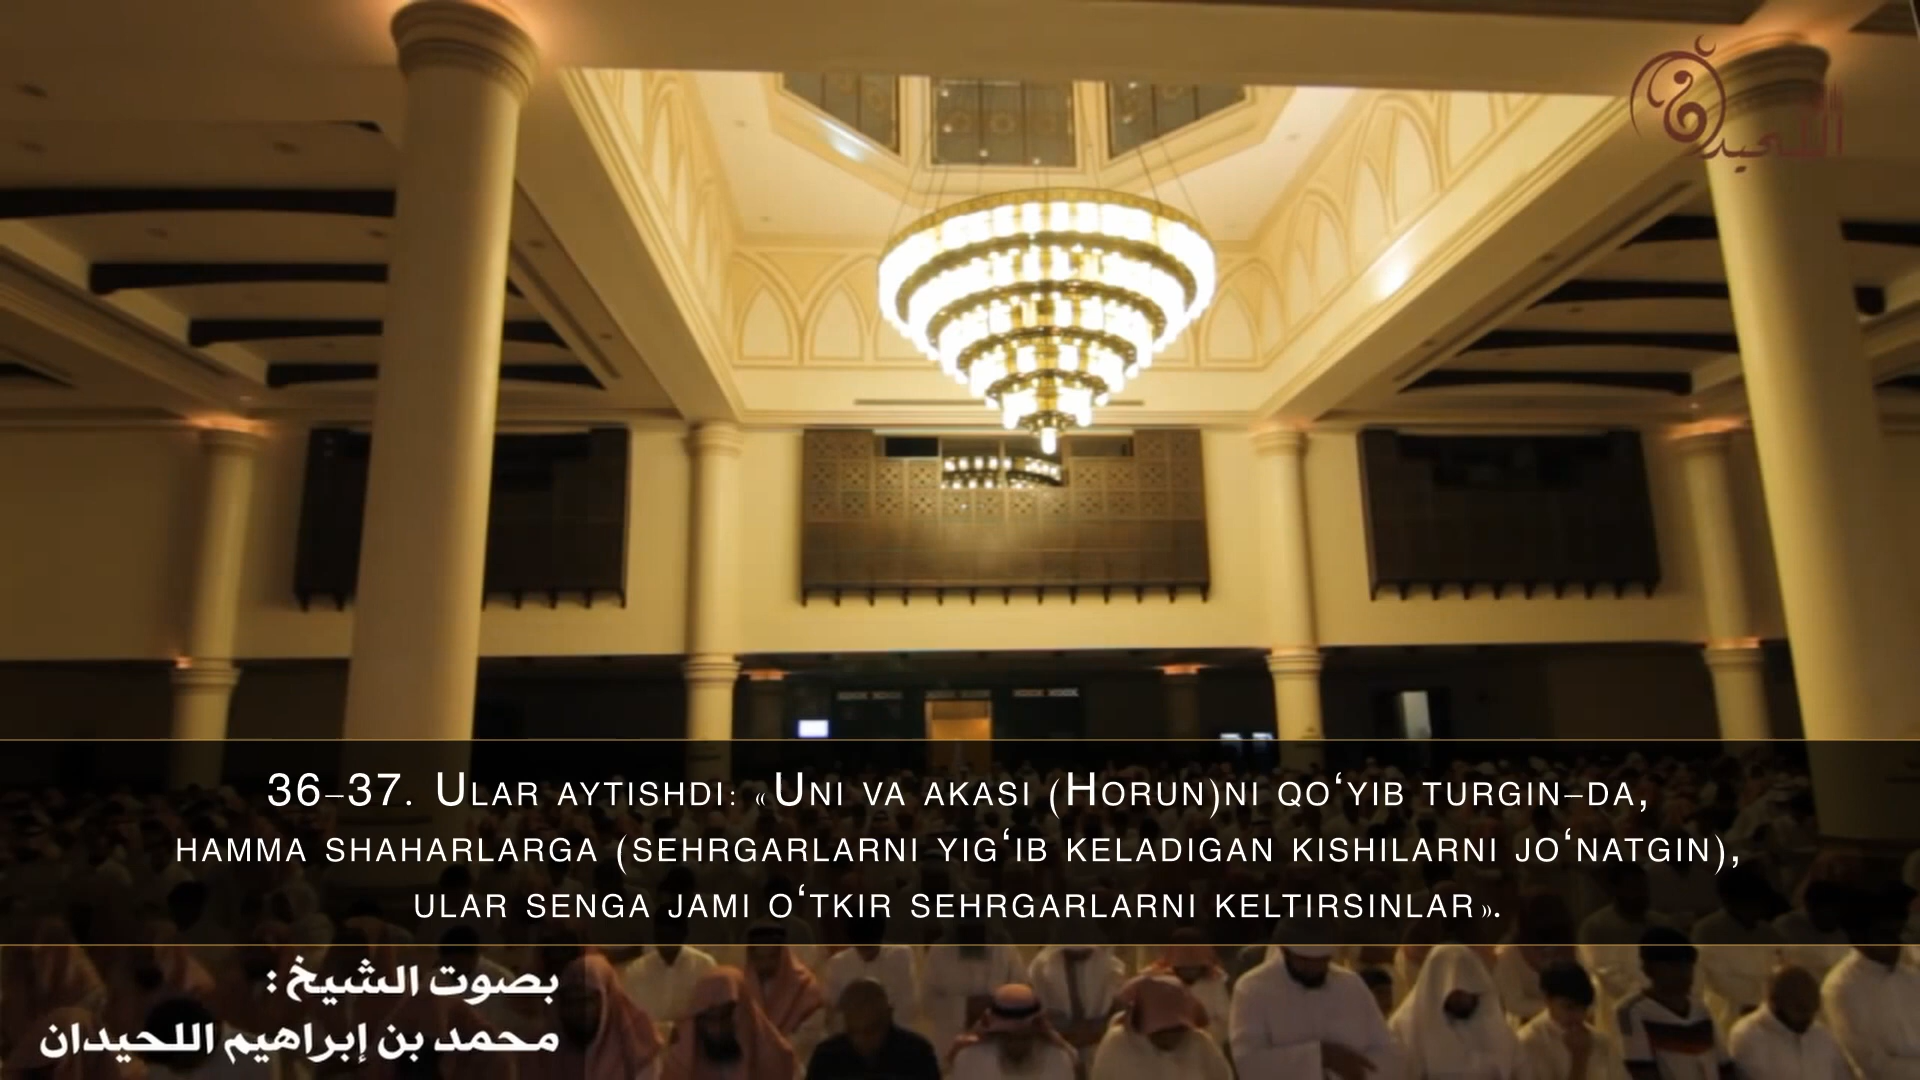 اللحيدان
36–37. Ular aytishdi: «Uni va akasi (Horun)ni qo‘yib turgin–da,
hamma shaharlarga (sehrgarlarni yig‘ib keladigan kishilarni jo‘natgin),
ular senga jami o‘tkir sehrgarlarni keltirsinlar».
بصوت الشيخ :
محمد بن إبراهيم اللحيدان